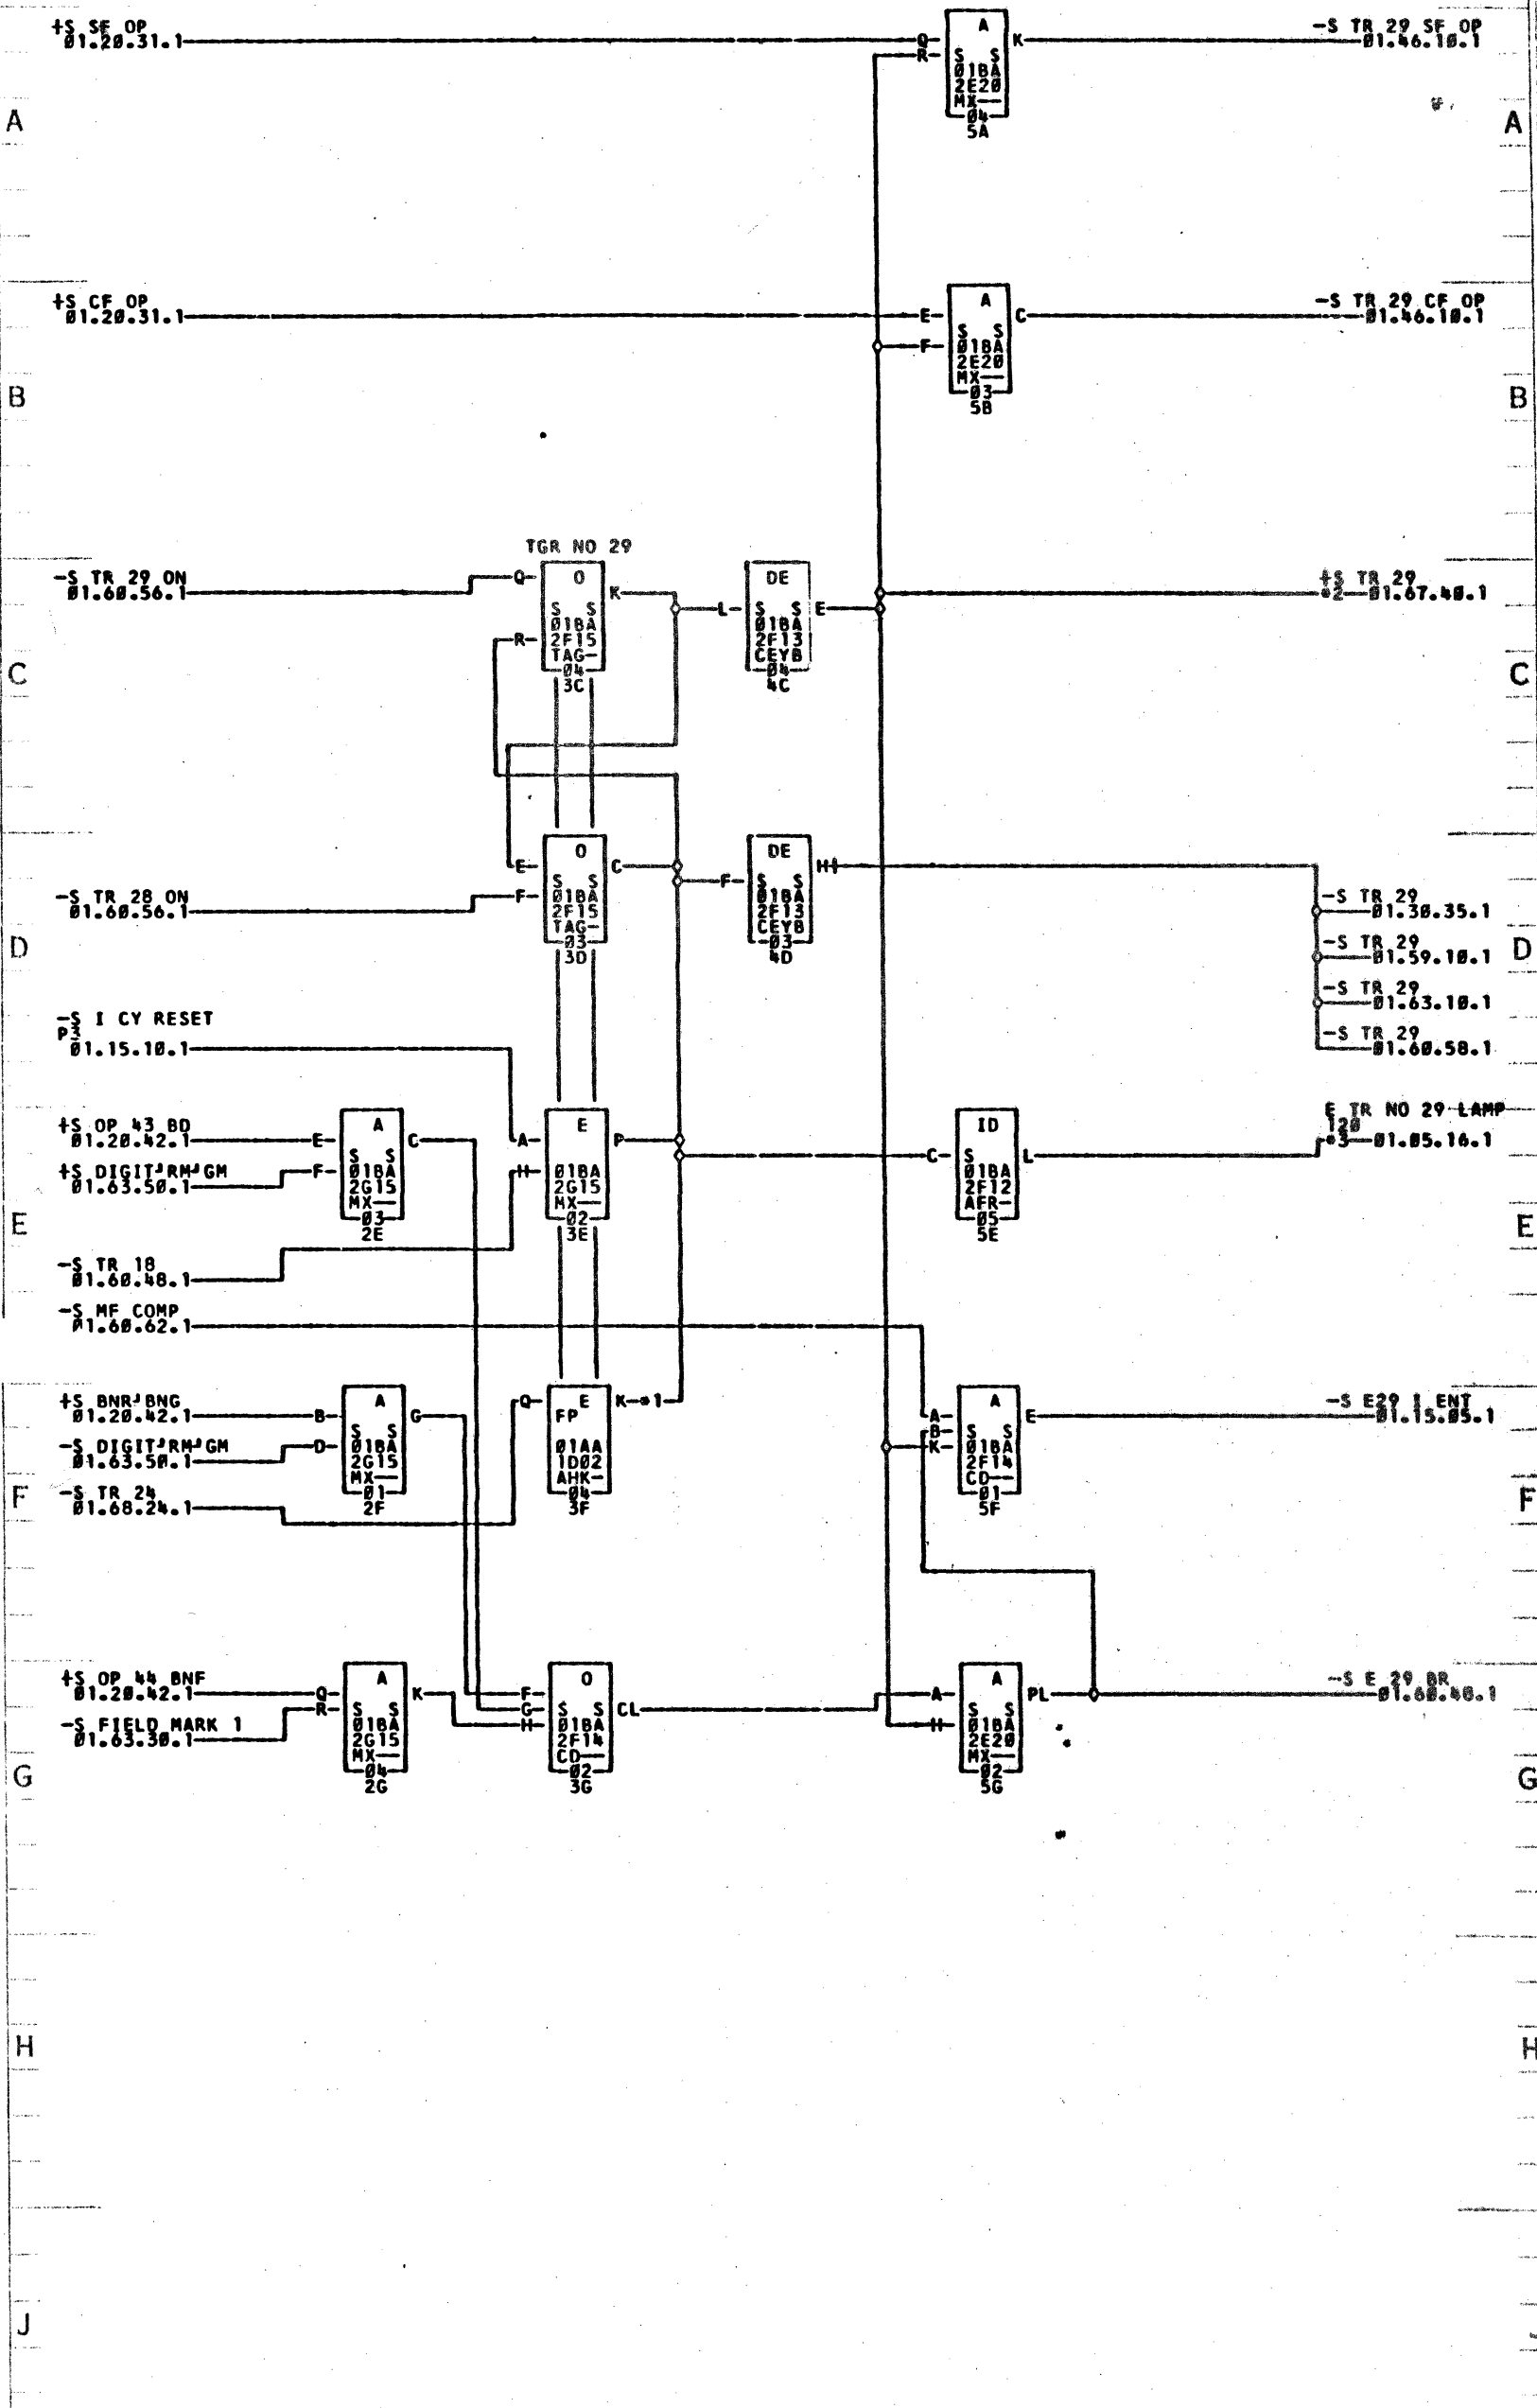 +S SF OP
01.20.31.1
Q
R
A
S S
01BA
2E20
MX—
04
5A
K
-S TR 29 SF OP
01.46.10.1
A
A
+S CF OP
01.20.31.1
E
F
A
S S
01BA
2E20
MX—
03
5B
C
-S TR 29 CF OP
01.46.10.1
B
B
TGR NO 29
-S TR 29 ON
01.60.56.1
Q
R
O
S S
01BA
2F15
TAG-
04
3C
K
L
DE
S S
01BA
2F13
CEYB
04
4C
E
+S TR 29
*2 01.67.40.1
C
C
-S TR 28 ON
01.60.56.1
E
F
O
S S
01BA
2F15
TAG-
03
3D
C
F
DE
S S
01BA
2F13
CEYB
03
4D
H
-S TR 29
01.30.35.1
-S TR 29
01.59.10.1
-S TR 29
01.63.10.1
-S TR 29
01.60.58.1
D
D
-S I CY RESET
P3
01.15.10.1
+S OP 43 BD
01.20.42.1
+S DIGIT'RM'GM
01.63.50.1
E
F
A
S S
01BA
2G15
MX—
03
2E
C
A
H
E
01BA
2G15
MX—
02
3E
P
C
ID
S
01BA
2F12
AFR-
05
5E
L
E TR NO 29 LAMP
120
*3 01.05.16.1
E
E
-S TR 18
01.60.48.1
-S MF COMP
01.60.62.1
+S BNR'BNG
01.20.42.1
-S DIGIT'RM'GM
01.63.50.1
B
D
A
S S
01BA
2G15
MX—
01
2F
G
Q
E
FP
01AA
1D02
AHK-
04
3F
K *1
A
B
K
A
S S
01BA
2F14
CD—
01
5F
E
-S E29 I ENT
01.15.05.1
F
F
-S TR 24
01.68.24.1
+S OP 44 BNF
01.20.42.1
-S FIELD MARK 1
01.63.30.1
Q
R
A
S S
01BA
2G15
MX—
04
2G
K
F
G
H
O
S S
01BA
2F14
CD—
02
3G
CL
A
H
A
S S
01BA
2E20
MX—
02
5G
PL
-S E 29 BR
01.60.40.1
G
G
H
H
J